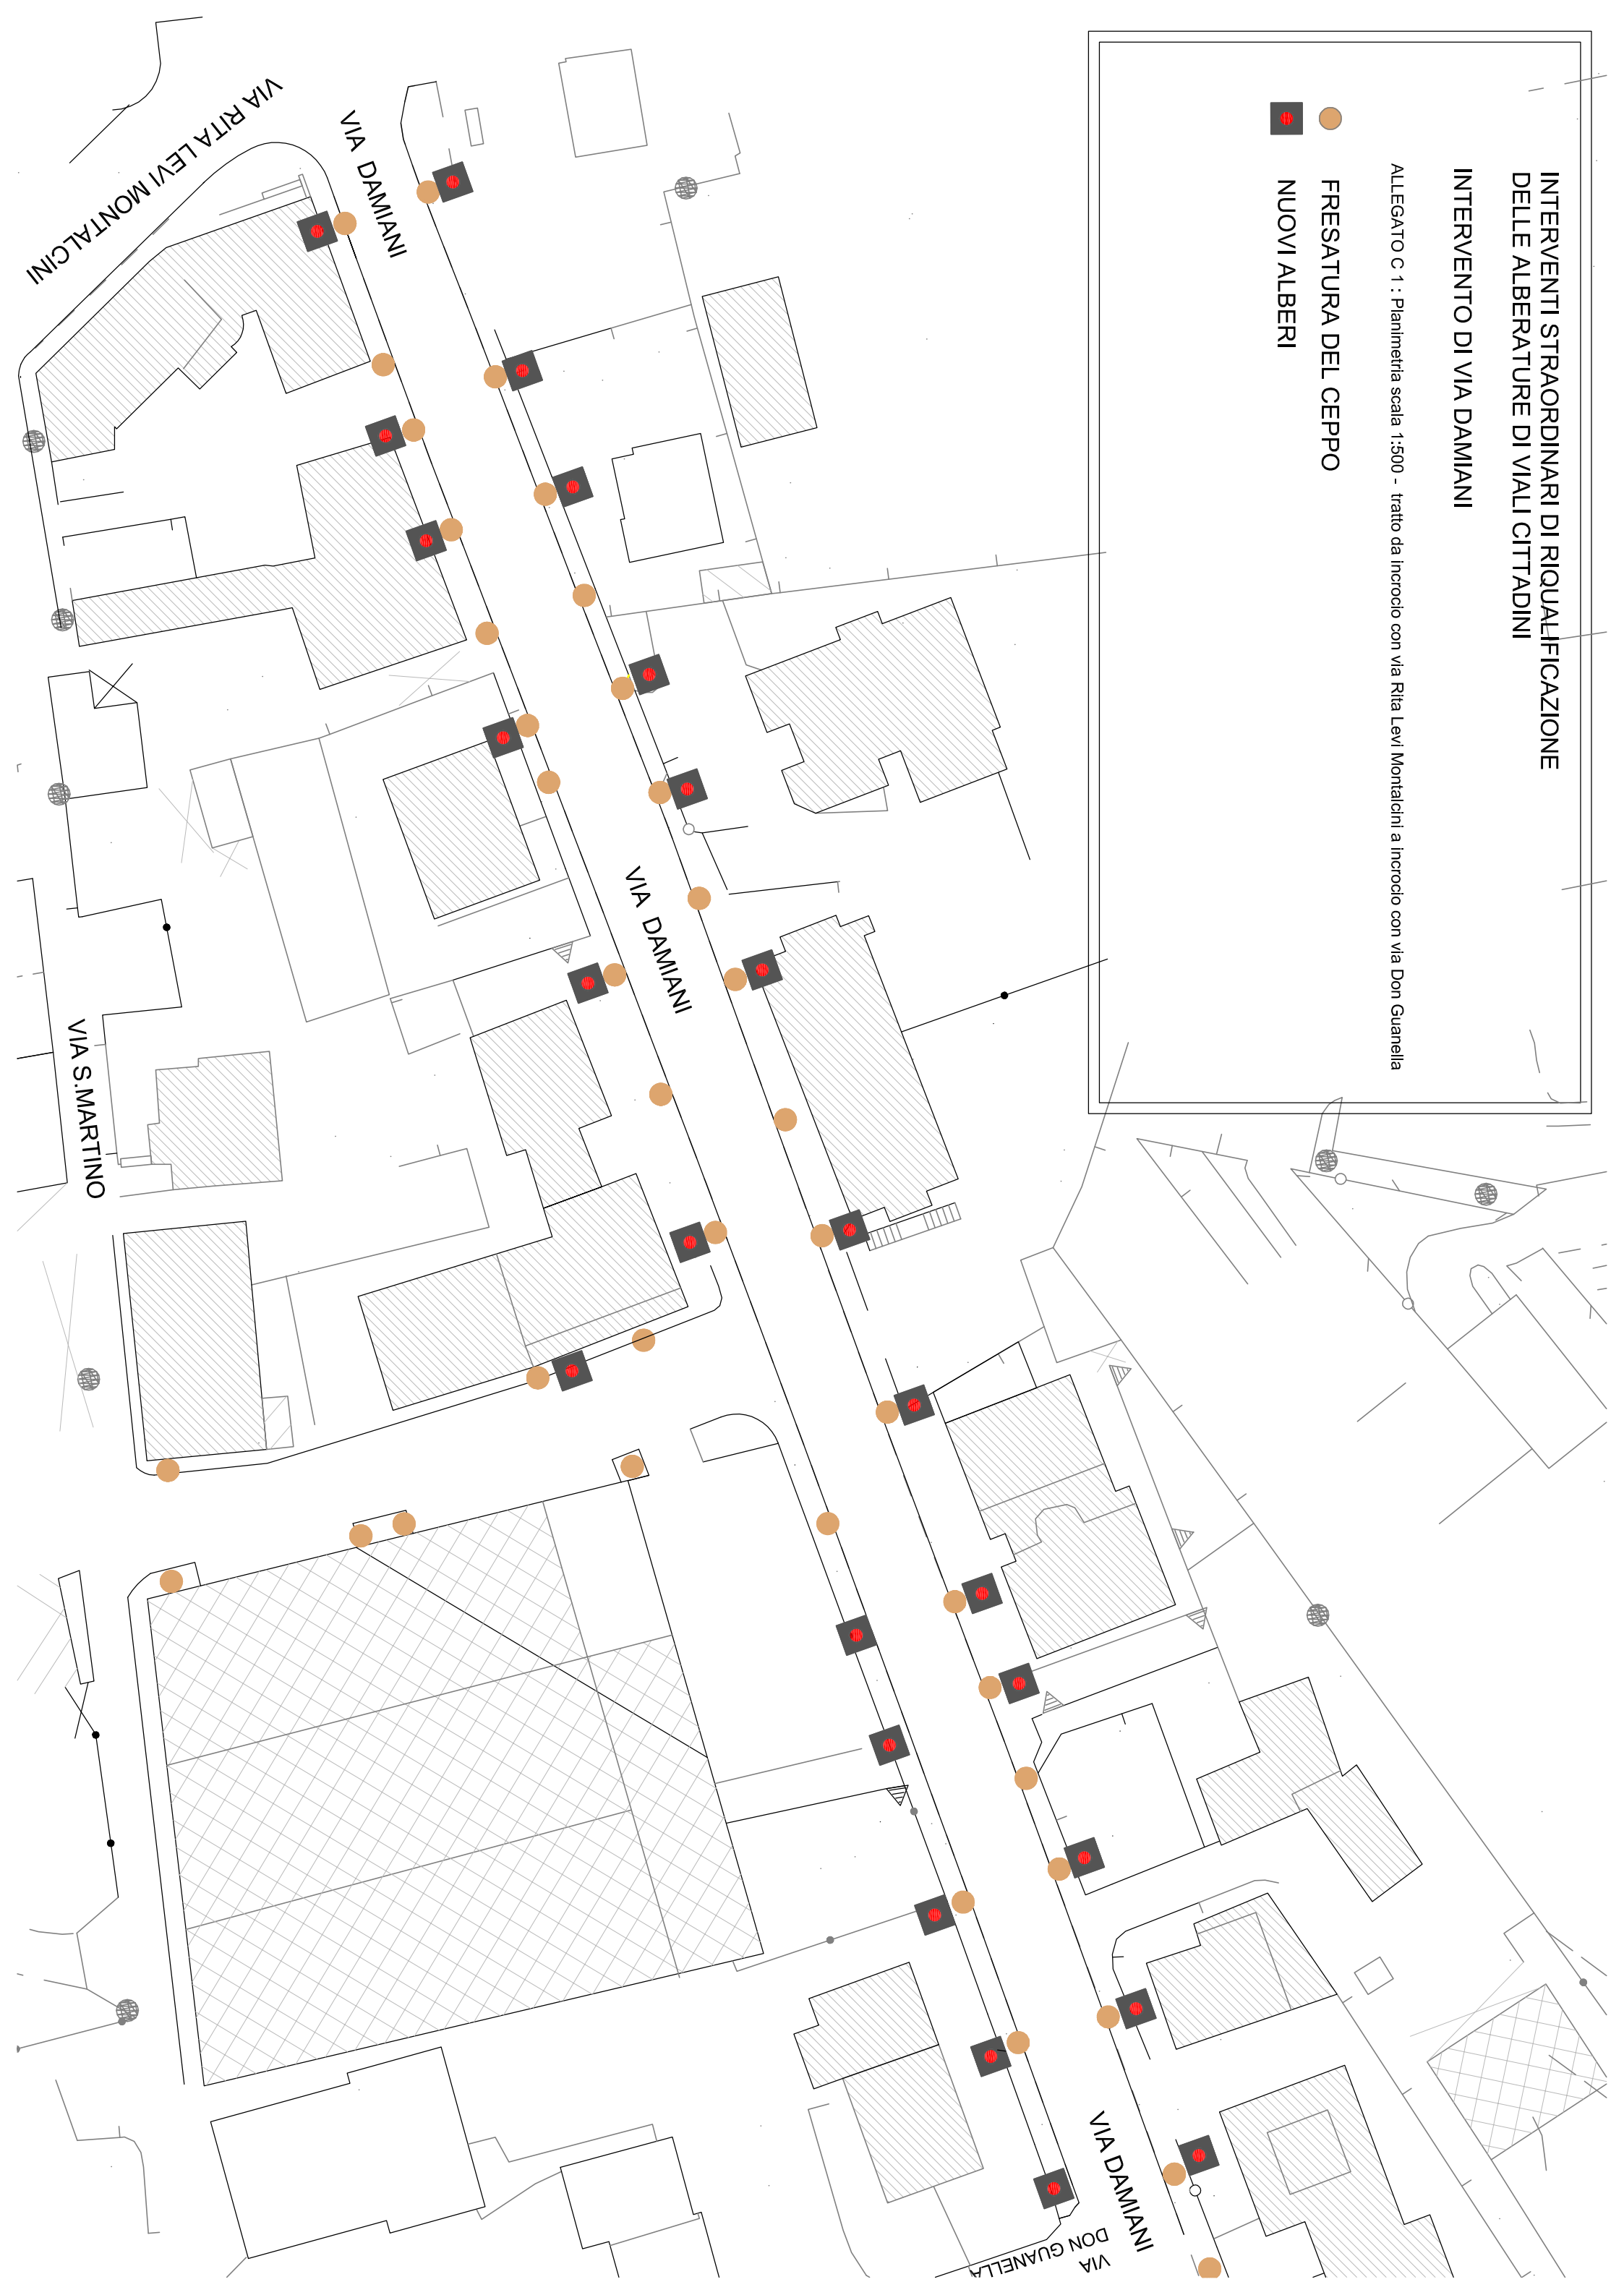 INTERVENTI STRAORDINARI DI RIQUALIFICAZIONE
DELLE ALBERATURE DI VIALI CITTADINI
INTERVENTO DI VIA DAMIANI
ALLEGATO C 1 : Planimetria scala 1:500 - tratto da incrocio con via Rita Levi Montalcini a incrocio con via Don Guanella
FRESATURA DEL CEPPO
NUOVI ALBERI
VIA RITA LEVI MONTALCINI
VIA DAMIANI
VIA DAMIANI
VIA S.MARTINO
VIA DAMIANI
VIA
DON GUANELLA